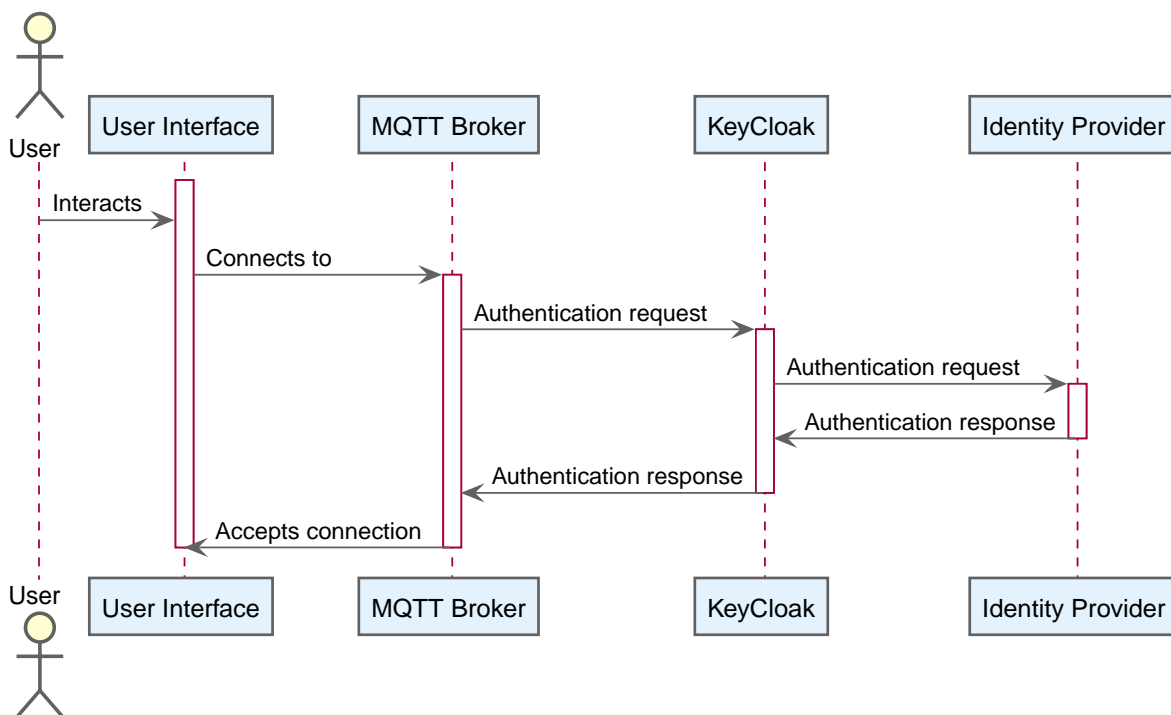 User
User Interface
MQTT Broker
KeyCloak
Identity Provider
Interacts
Connects to
Authentication request
Authentication request
Authentication response
Authentication response
Accepts connection
User
User Interface
MQTT Broker
KeyCloak
Identity Provider